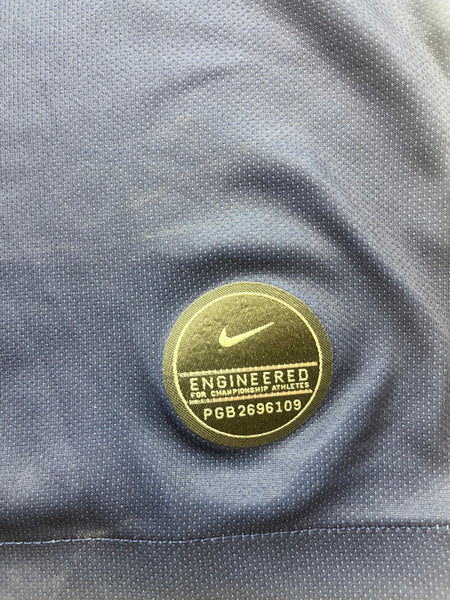 ENGINEERED
FOR CHAMPIONSHIP ATHLETES
PGB2696109